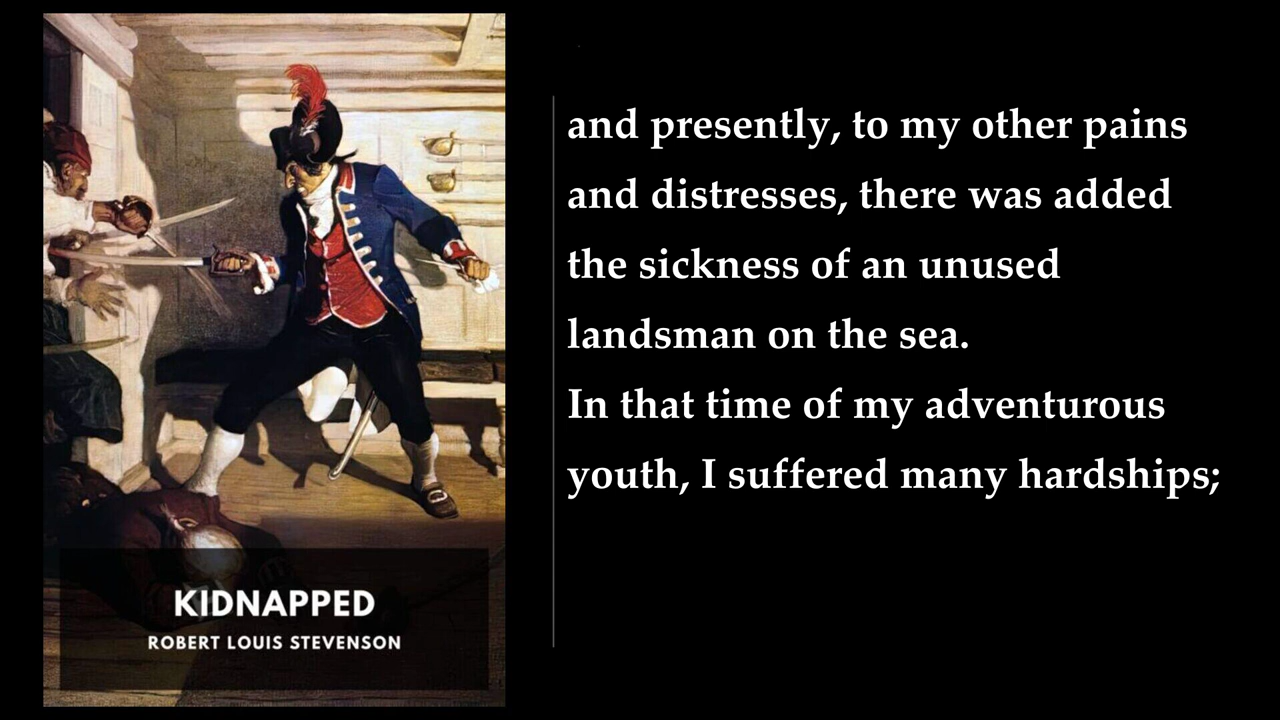 KIDNAPPED
ROBERT LOUIS STEVENSON
and presently, to my other pains
and distresses, there was added
the sickness of an unused
landsman on the sea.
In that time of my adventurous
youth, I suffered many hardships;